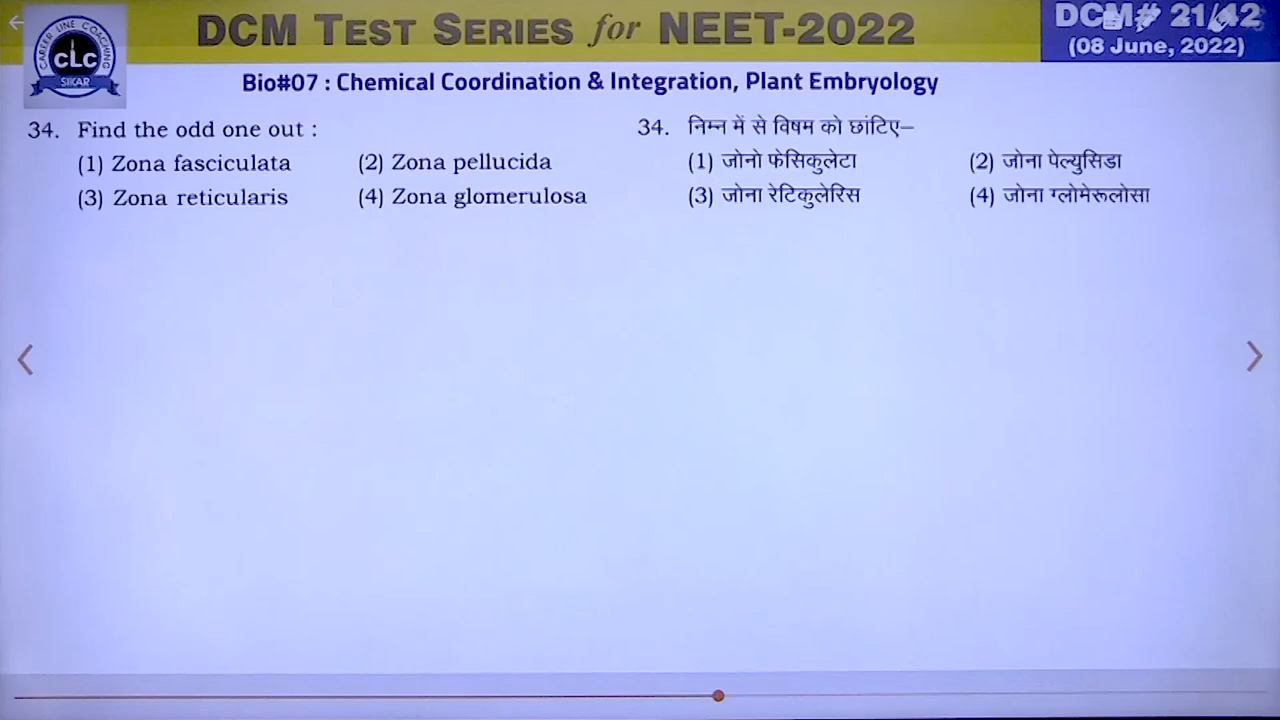 DCM TEST SERIES for NEET-2022
DCM# 21/42
(08 June, 2022)
CAREER LINE COACHING
CLC
SIKAR
Bio#07 : Chemical Coordination & Integration, Plant Embryology
34. Find the odd one out :
(1) Zona fasciculata (2) Zona pellucida
(3) Zona reticularis (4) Zona glomerulosa
34. निम्न में से विषम को छांटिए–
(1) जोनो फेसिकुलेटा (2) जोना पेल्युसिडा
(3) जोना रेटिकुलेरिस (4) जोना ग्लोमेरूलोसा